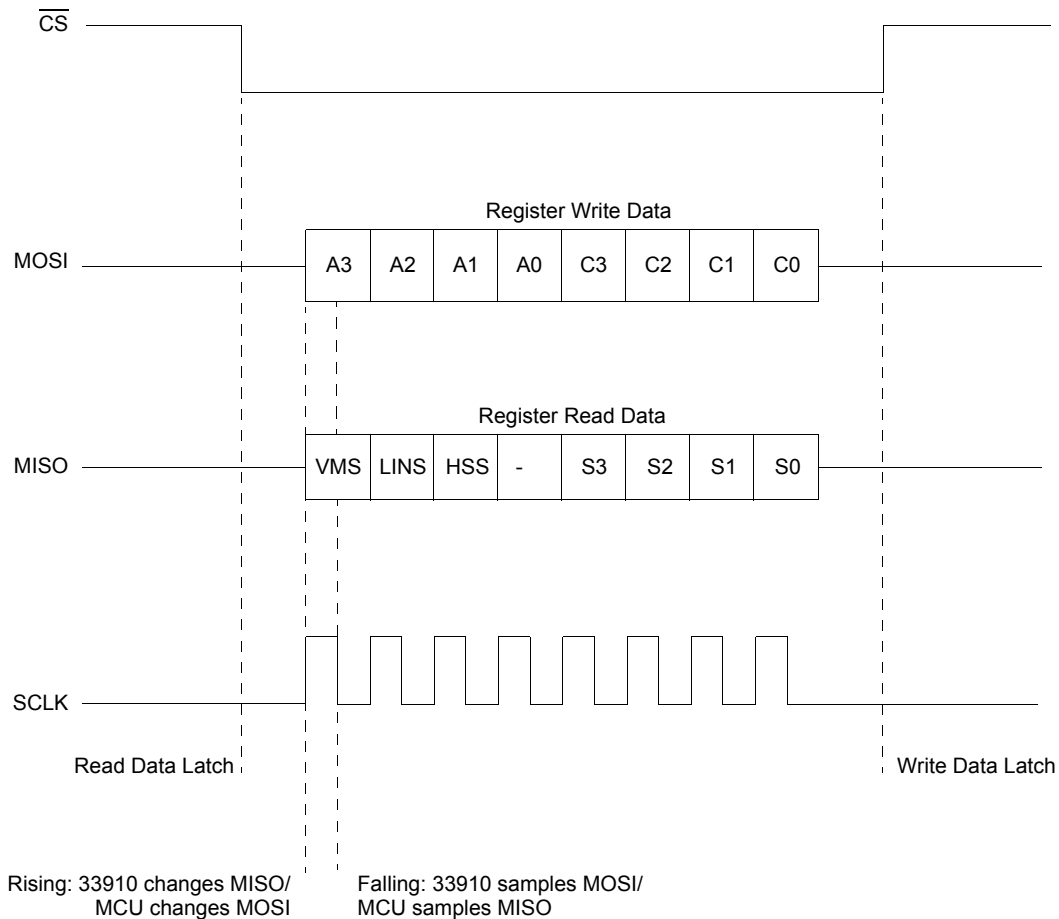 CS
Register Write Data
MOSI
A3 A2 A1 A0 C3 C2 C1 C0
Register Read Data
MISO
VMS LINS HSS - S3 S2 S1 S0
SCLK
Read Data Latch
Write Data Latch
Rising: 33910 changes MISO/
MCU changes MOSI
Falling: 33910 samples MOSI/
MCU samples MISO